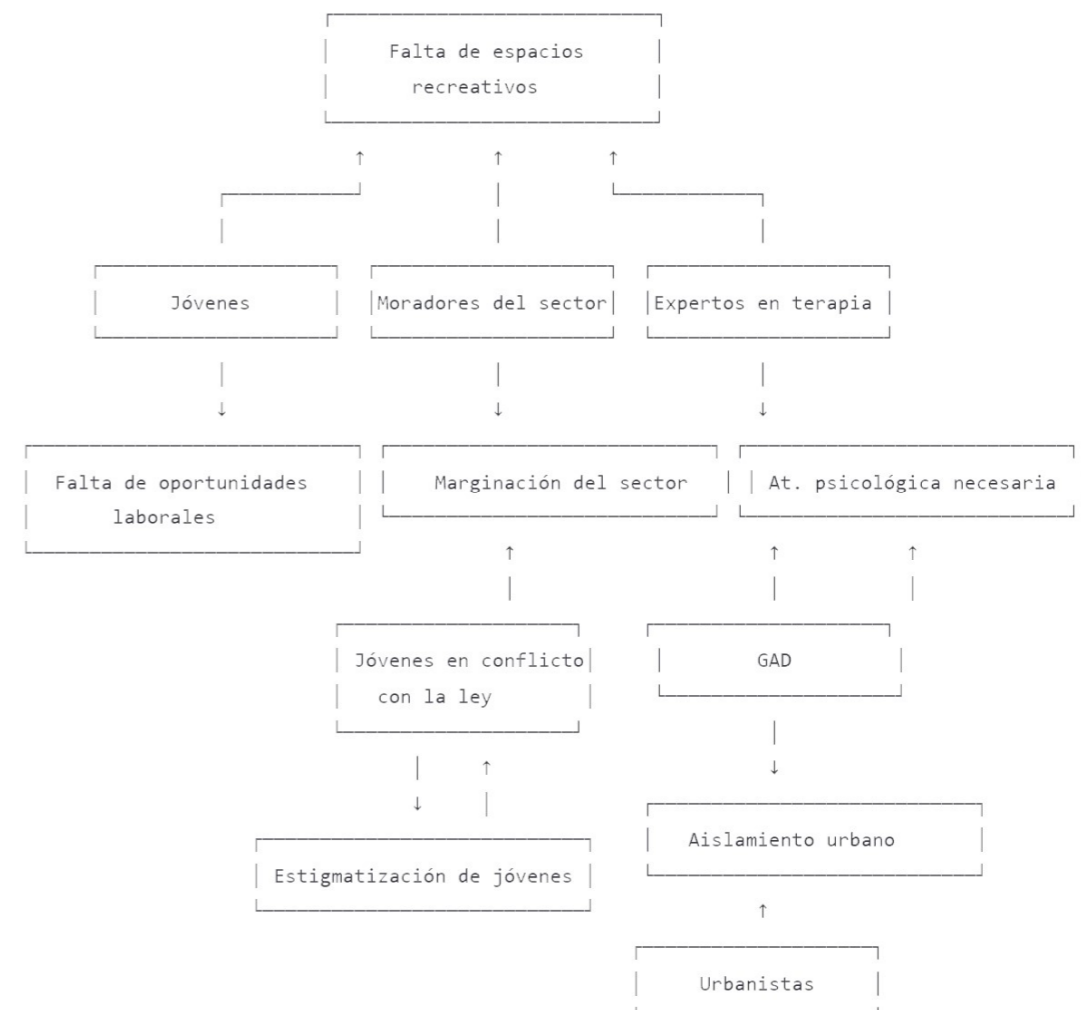 Falta de espacios
recreativos
Jóvenes
Moradores del sector
Expertos en terapia
Falta de oportunidades
laborales
Marginación del sector
At. psicológica necesaria
Jóvenes en conflicto
con la ley
GAD
Aislamiento urbano
Estigmatización de jóvenes
Urbanistas